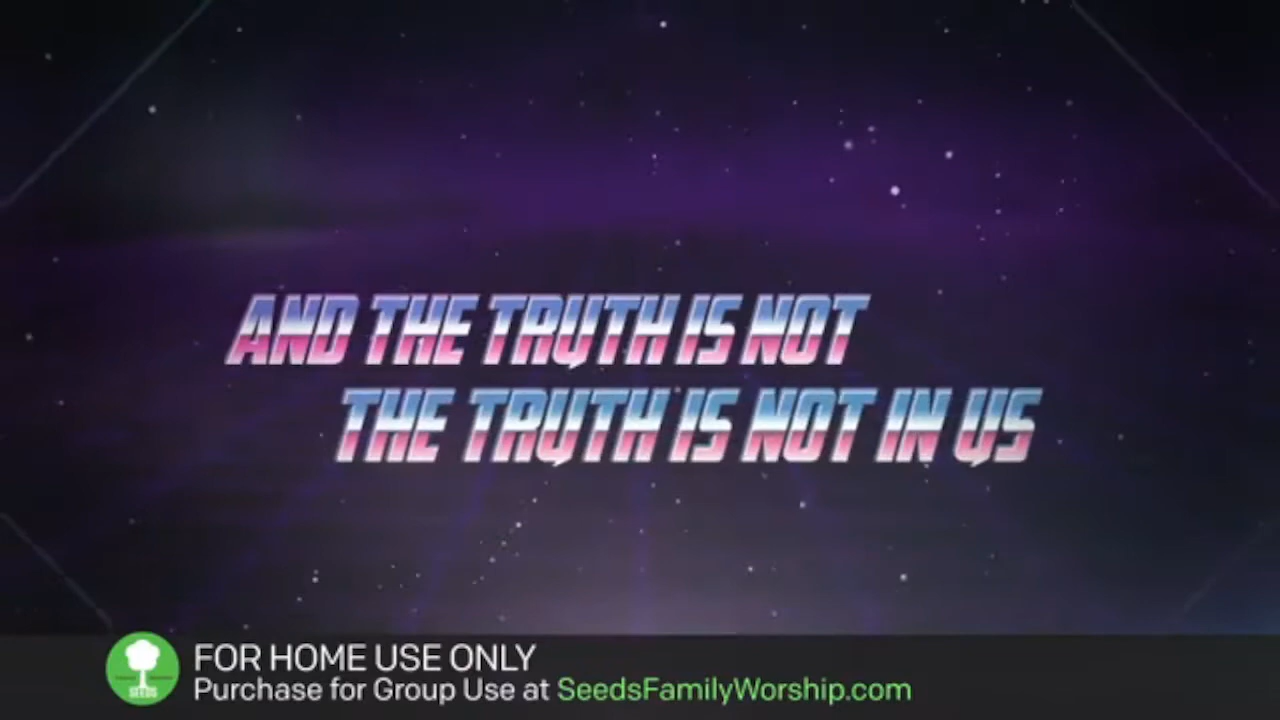 AND THE TRUTH IS NOT
THE TRUTH IS NOT IN US
FOR HOME USE ONLY
Purchase for Group Use at SeedsFamilyWorship.com
SEEDS